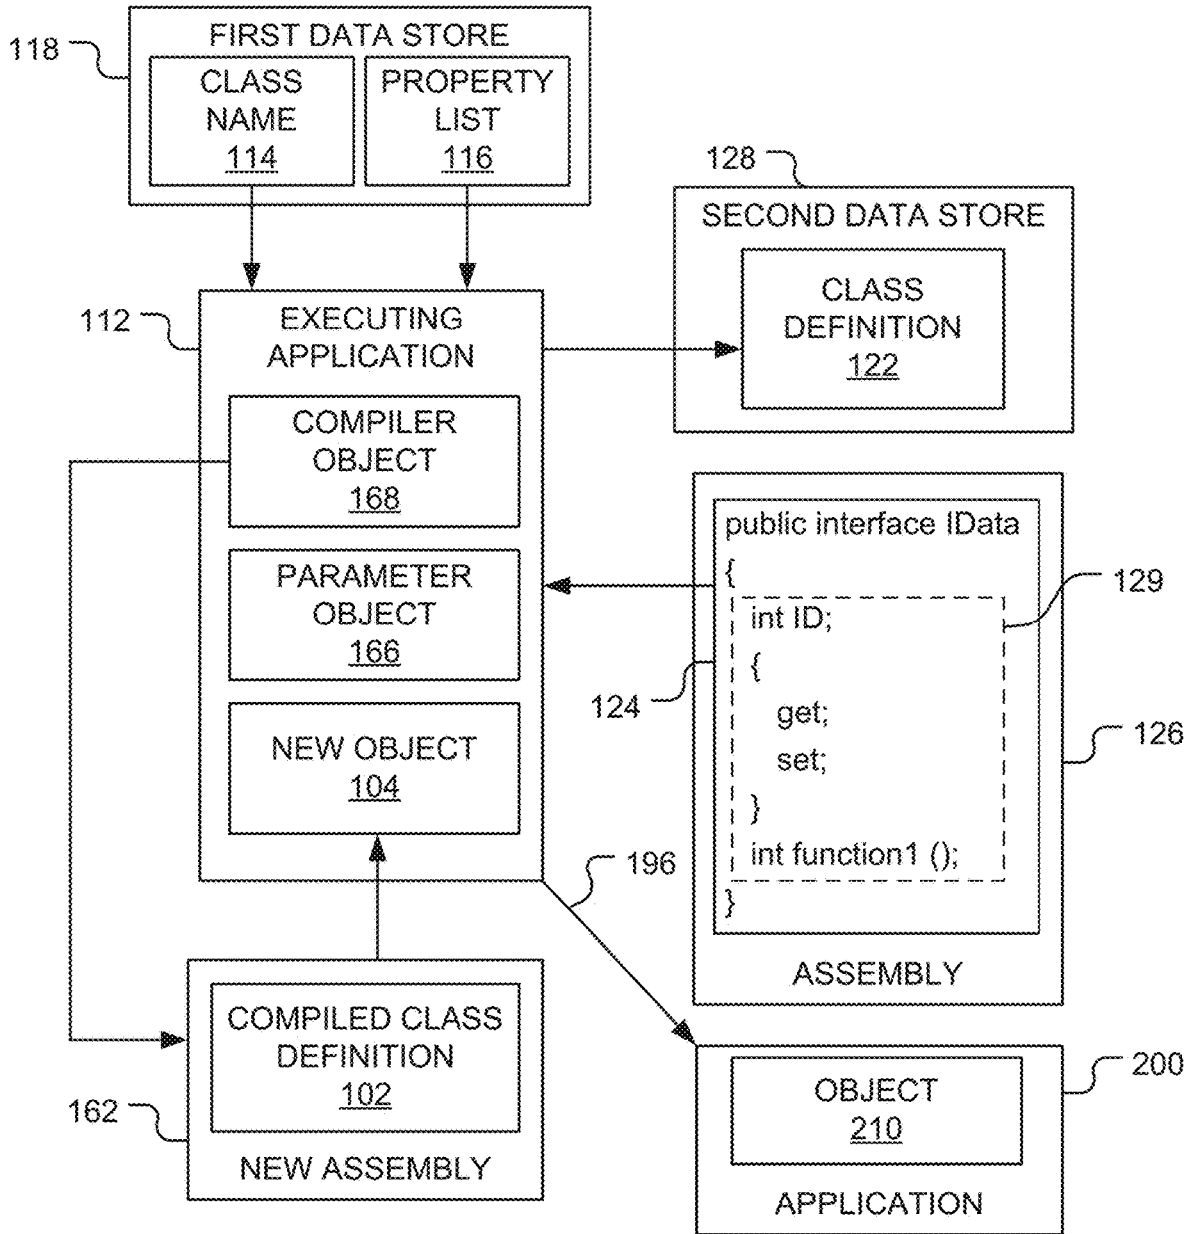 FIRST DATA STORE
118
CLASS
NAME
114
PROPERTY
LIST
116
128
SECOND DATA STORE
CLASS
DEFINITION
122
112
EXECUTING
APPLICATION
COMPILER
OBJECT
168
PARAMETER
OBJECT
166
NEW OBJECT
104
public interface IData
{
int ID;
{
get;
set;
}
int function1 ();
}
129
124
126
ASSEMBLY
196
COMPILED CLASS
DEFINITION
102
162
NEW ASSEMBLY
OBJECT
210
200
APPLICATION